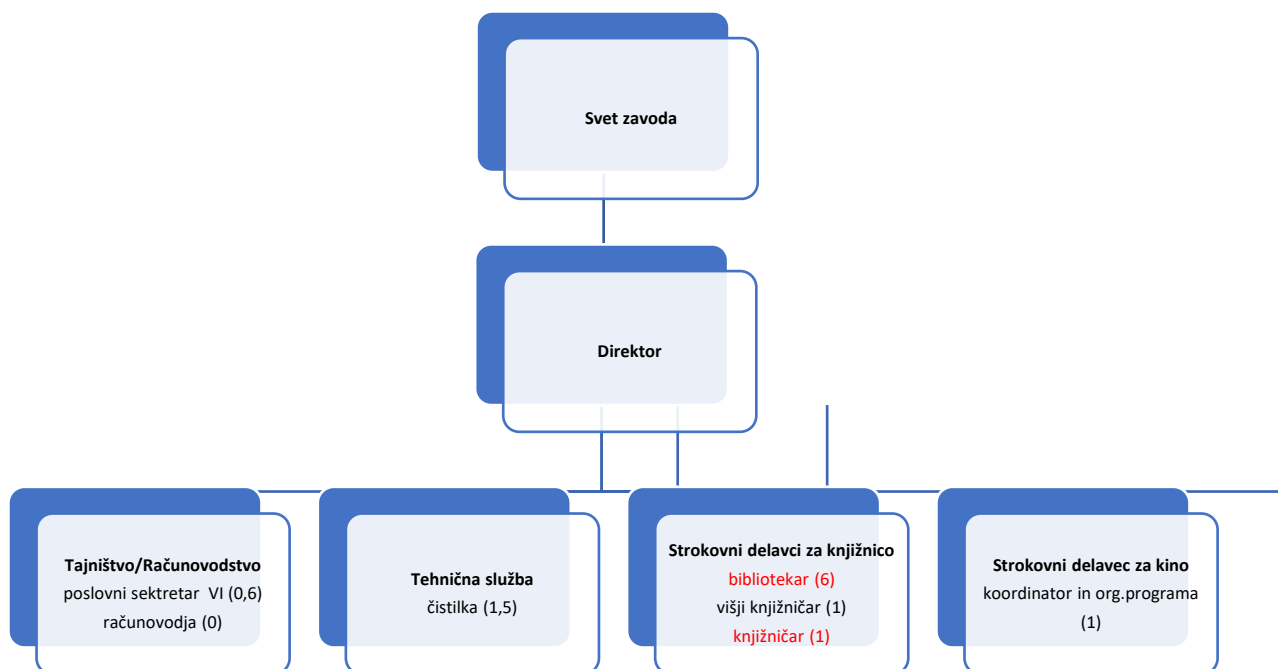 Svet zavoda
Direktor
Tajništvo/Računovodstvo
poslovni sektretar VI (0,6)
računovodja (0)
Tehnična služba
čistilka (1,5)
Strokovni delavci za knjižnico
bibliotekar (6)
višji knjižničar (1)
knjižničar (1)
Strokovni delavec za kino
koordinator in org.programa
(1)